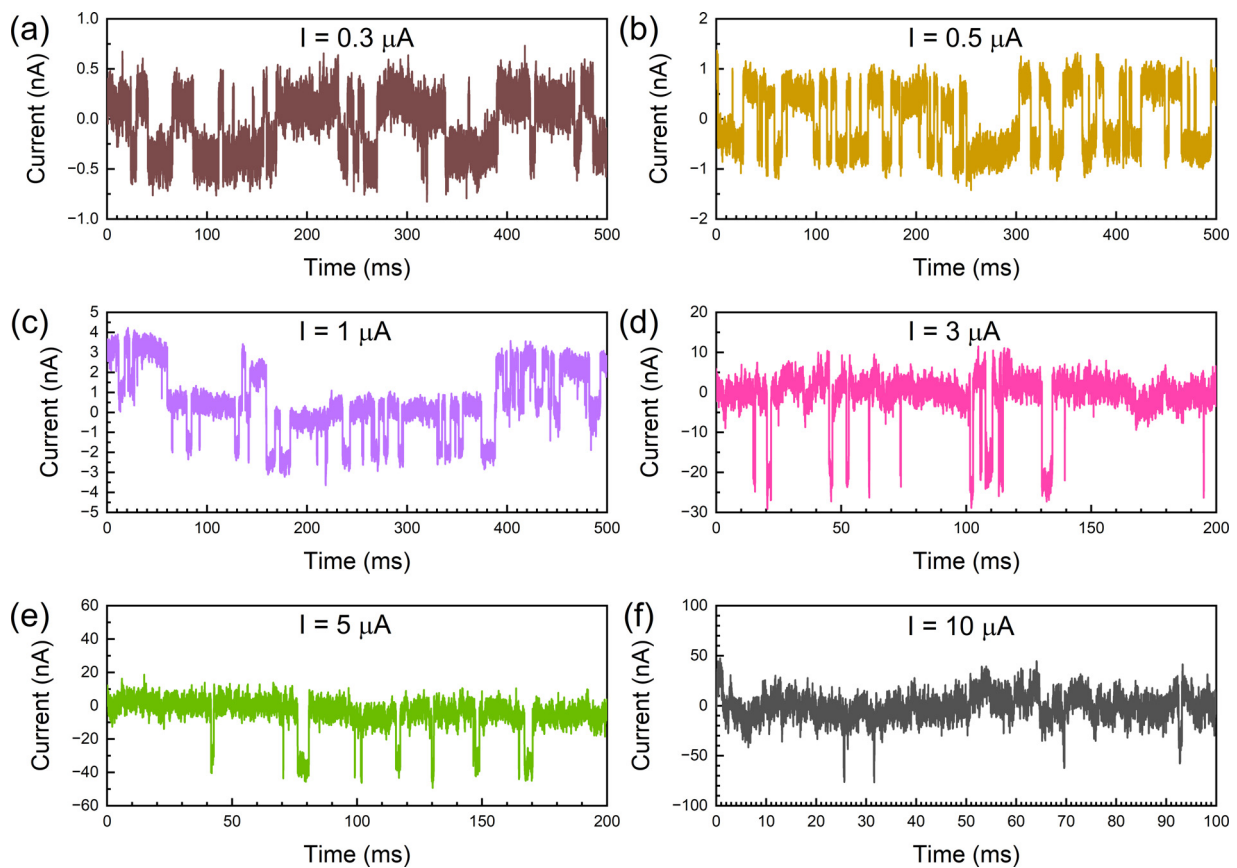 (a)
I = 0.3 μA
Current (nA)
1.0
0.5
0.0
−0.5
−1.0
0 100 200 300 400 500
Time (ms)
(b)
I = 0.5 μA
Current (nA)
2
1
0
−1
−2
0 100 200 300 400 500
Time (ms)
(c)
I = 1 μA
Current (nA)
5
4
3
2
1
0
−1
−2
−3
−4
−5
0 100 200 300 400 500
Time (ms)
(d)
I = 3 μA
Current (nA)
20
10
0
−10
−20
−30
0 50 100 150 200
Time (ms)
(e)
I = 5 μA
Current (nA)
60
40
20
0
−20
−40
−60
0 50 100 150 200
Time (ms)
(f)
I = 10 μA
Current (nA)
100
50
0
−50
−100
0 10 20 30 40 50 60 70 80 90 100
Time (ms)